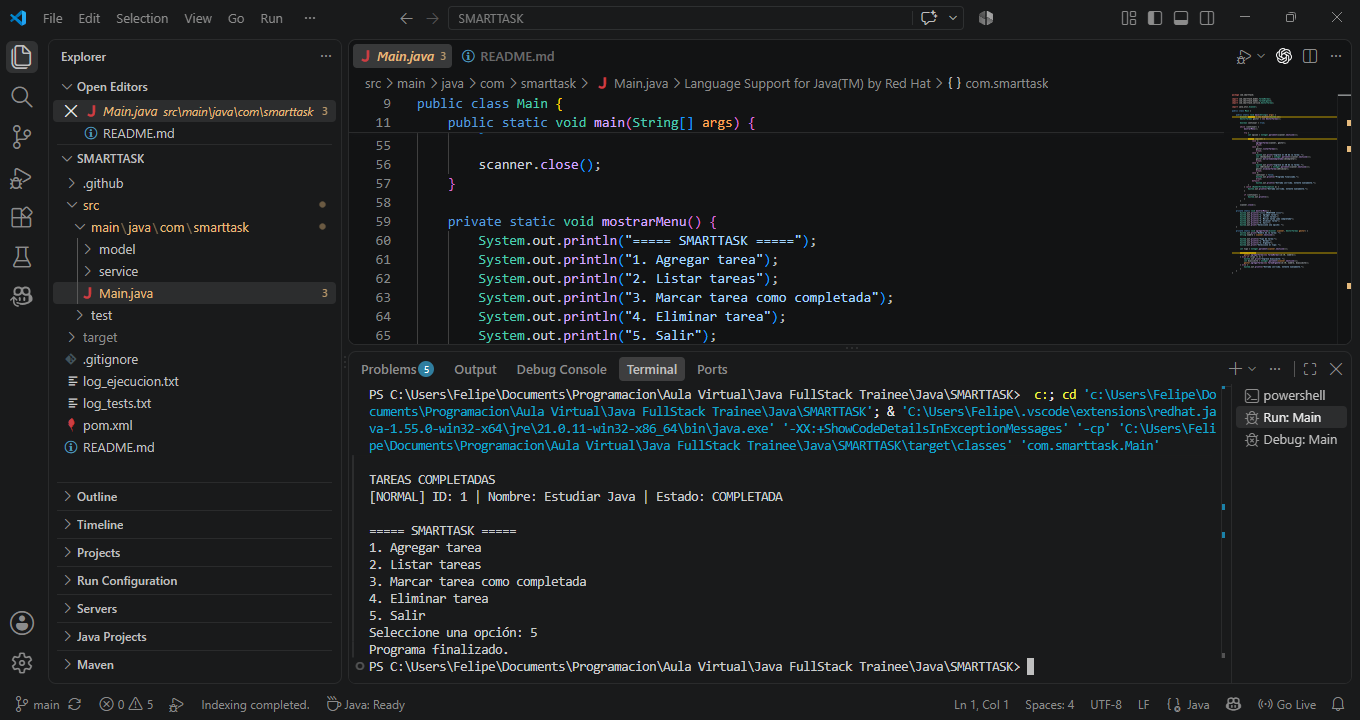 File Edit Selection View Go Run ··· SMARTTASK
Explorer ···
Open Editors
Main.java src\main\java\com\smarttask 3
README.md
SMARTTASK
.github
src
main\java\com\smarttask
model
service
Main.java 3
test
target
.gitignore
log_ejecucion.txt
log_tests.txt
pom.xml
README.md
Outline
Timeline
Projects
Run Configuration
Servers
Java Projects
Maven
Main.java 3 README.md
src > main > java > com > smarttask > Main.java > Language Support for Java(TM) by Red Hat > {} com.smarttask
9 public class Main {
11 public static void main(String[] args) {
55
56 scanner.close();
57 }
58
59 private static void mostrarMenu() {
60 System.out.println("===== SMARTTASK =====");
61 System.out.println("1. Agregar tarea");
62 System.out.println("2. Listar tareas");
63 System.out.println("3. Marcar tarea como completada");
64 System.out.println("4. Eliminar tarea");
65 System.out.println("5. Salir");
Problems 5 Output Debug Console Terminal Ports
PS C:\Users\Felipe\Documents\Programacion\Aula Virtual\Java FullStack Trainee\Java\SMARTTASK> c:; cd 'c:\Users\Felipe\Do
cuments\Programacion\Aula Virtual\Java FullStack Trainee\Java\SMARTTASK'; & 'C:\Users\Felipe\.vscode\extensions\redhat.ja
va-1.55.0-win32-x64\jre\21.0.11-win32-x86_64\bin\java.exe' '-XX:+ShowCodeDetailsInExceptionMessages' '-cp' 'C:\Users\Feli
pe\Documents\Programacion\Aula Virtual\Java FullStack Trainee\Java\SMARTTASK\target\classes' 'com.smarttask.Main'
TAREAS COMPLETADAS
[NORMAL] ID: 1 | Nombre: Estudiar Java | Estado: COMPLETADA
===== SMARTTASK =====
1. Agregar tarea
2. Listar tareas
3. Marcar tarea como completada
4. Eliminar tarea
5. Salir
Seleccione una opción: 5
Programa finalizado.
PS C:\Users\Felipe\Documents\Programacion\Aula Virtual\Java FullStack Trainee\Java\SMARTTASK>
powershell
Run: Main
Debug: Main
main 0 5 Indexing completed. Java: Ready Ln 1, Col 1 Spaces: 4 UTF-8 LF {} Java Go Live